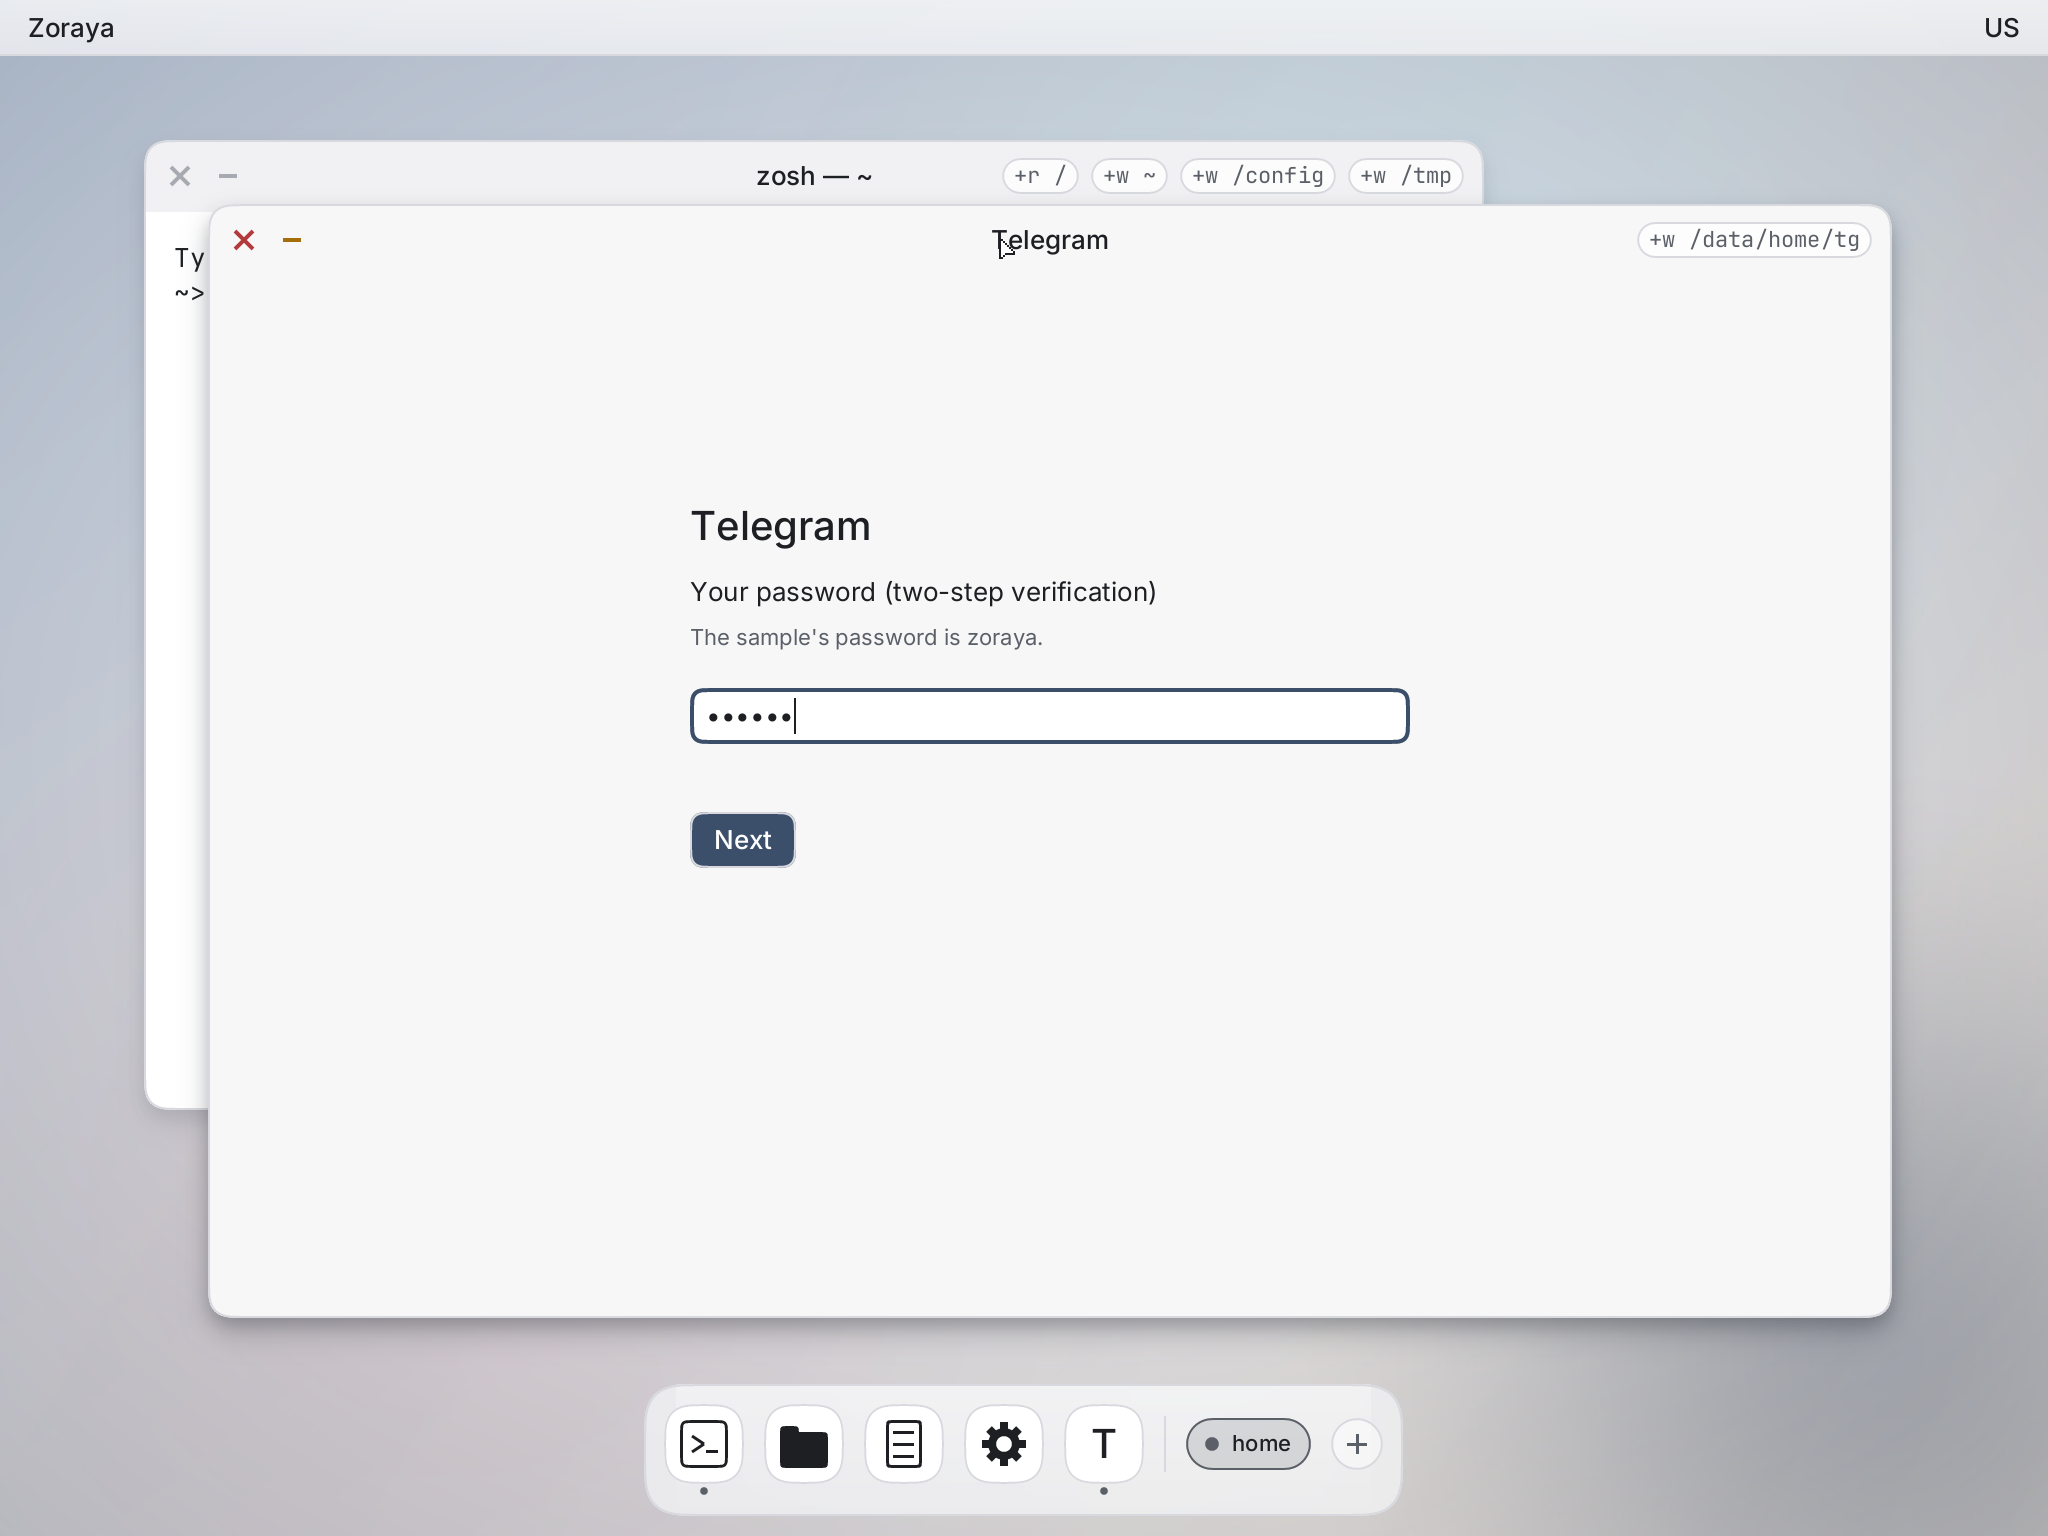 Zoraya
US
zosh — ~
+r /
+w ~
+w /config
+w /tmp
Ty
~>
Telegram
+w /data/home/tg
Telegram
Your password (two-step verification)
The sample's password is zoraya.
••••••
Next
>_
T
home
+